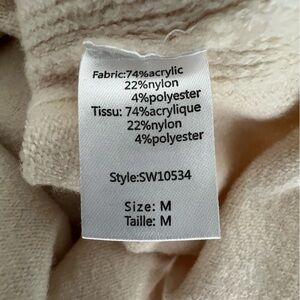 Fabric:74%acrylic
22%nylon
4%polyester
Tissu: 74%acrylique
22%nylon
4%polyester
Style:SW10534
Size: M
Taille: M